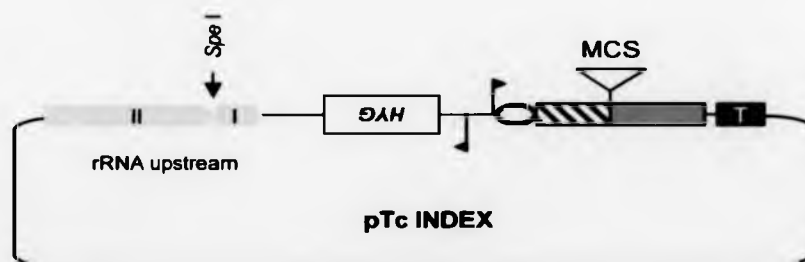 Spe I
MCS
II
I
HYG
T
rRNA upstream
pTc INDEX